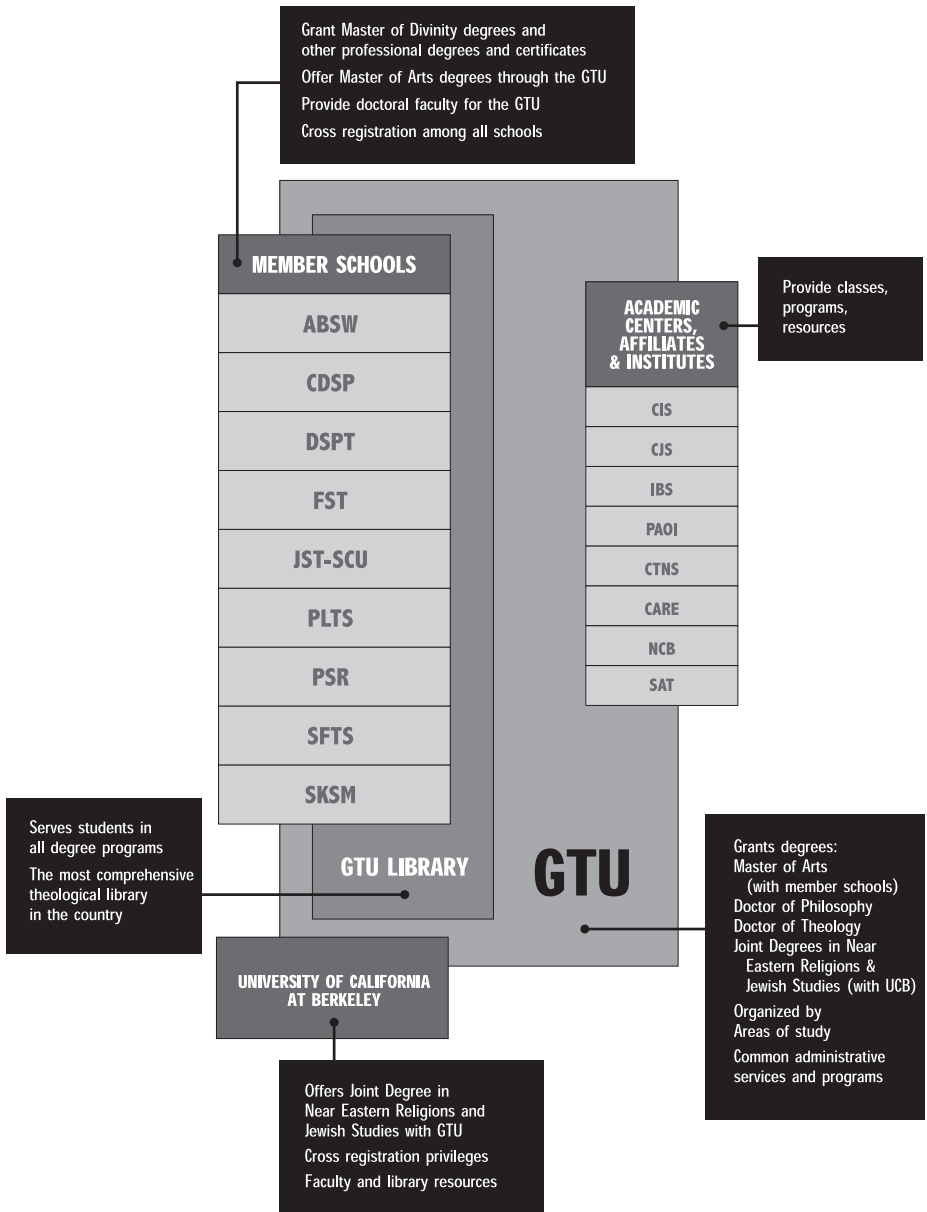 Grant Master of Divinity degrees and
other professional degrees and certificates
Offer Master of Arts degrees through the GTU
Provide doctoral faculty for the GTU
Cross registration among all schools
MEMBER SCHOOLS
ABSW
CDSP
DSPT
FST
JST-SCU
PLTS
PSR
SFTS
SKSM
ACADEMIC
CENTERS,
AFFILIATES
& INSTITUTES
CIS
CJS
IBS
PAOI
CTNS
CARE
NCB
SAT
Provide classes,
programs,
resources
Serves students in
all degree programs
The most comprehensive
theological library
in the country
GTU LIBRARY
GTU
Grants degrees:
Master of Arts
(with member schools)
Doctor of Philosophy
Doctor of Theology
Joint Degrees in Near
Eastern Religions &
Jewish Studies (with UCB)
Organized by
Areas of study
Common administrative
services and programs
UNIVERSITY OF CALIFORNIA
AT BERKELEY
Offers Joint Degree in
Near Eastern Religions and
Jewish Studies with GTU
Cross registration privileges
Faculty and library resources